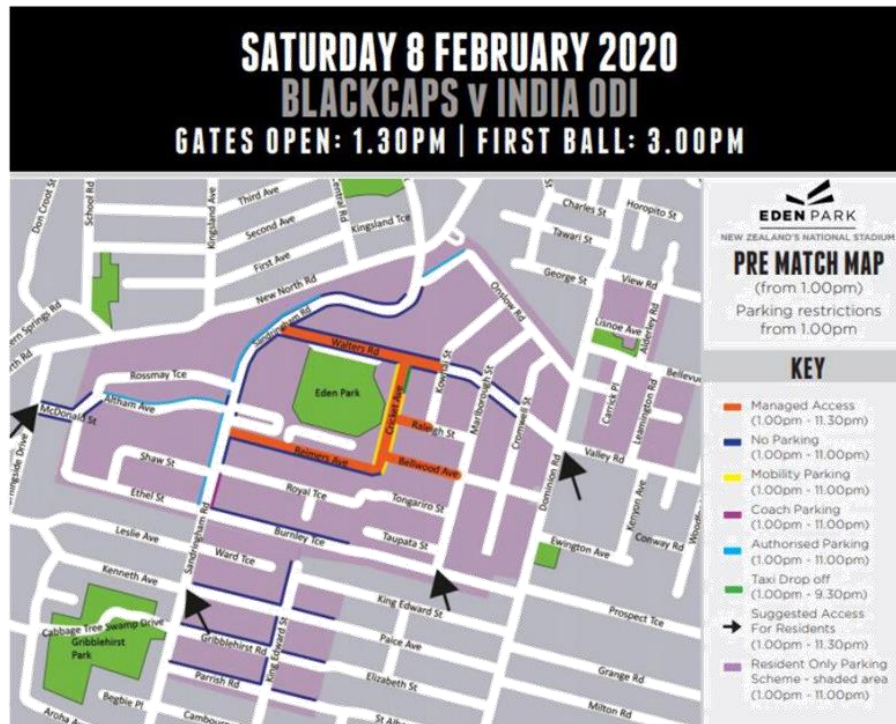 SATURDAY 8 FEBRUARY 2020
BLACKCAPS v INDIA ODI
GATES OPEN: 1.30PM | FIRST BALL: 3.00PM
Don Croot St
School Rd
Third Ave
Second Ave
First Ave
Kingsland Ave
Central Rd
Kingsland Tce
New North Rd
Charles St
Tawari St
George St
Horopito St
View Rd
Onslow Rd
Lisnoe Ave
Alderley Rd
Sandringham Rd
Walters Rd
Kowhai St
Marlborough St
Cromwell St
Carrick Pl
Leamington Rd
Rossmay Tce
McDonald St
Altham Ave
Eden Park
Cricket Ave
Raleigh St
Reimers Ave
Bellwood Ave
Dominion Rd
Valley Rd
Shaw St
Ethel St
Royal Tce
Tongariro St
Kenyon Ave
Conway Rd
Leslie Ave
Sandringham Rd
Burnley Tce
Taupata St
Ewington Ave
Ward Tce
Kenneth Ave
King Edward St
Prospect Tce
Cabbage Tree Swamp Drive
Gribblehirst
Park
Gribblehirst Rd
King Edward St
Paice Ave
Grange Rd
Parrish Rd
Elizabeth St
Milton Rd
Begbie Pl
EDEN PARK
NEW ZEALAND'S NATIONAL STADIUM
PRE MATCH MAP
(from 1.00pm)
Parking restrictions
from 1.00pm
KEY
Managed Access
(1.00pm - 11.30pm)
No Parking
(1.00pm - 11.00pm)
Mobility Parking
(1.00pm - 11.00pm)
Coach Parking
(1.00pm - 11.00pm)
Authorised Parking
(1.00pm - 11.00pm)
Taxi Drop off
(1.00pm - 9.30pm)
Suggested Access
For Residents
(1.00pm - 11.30pm)
Resident Only Parking
Scheme - shaded area
(1.00pm - 11.00pm)